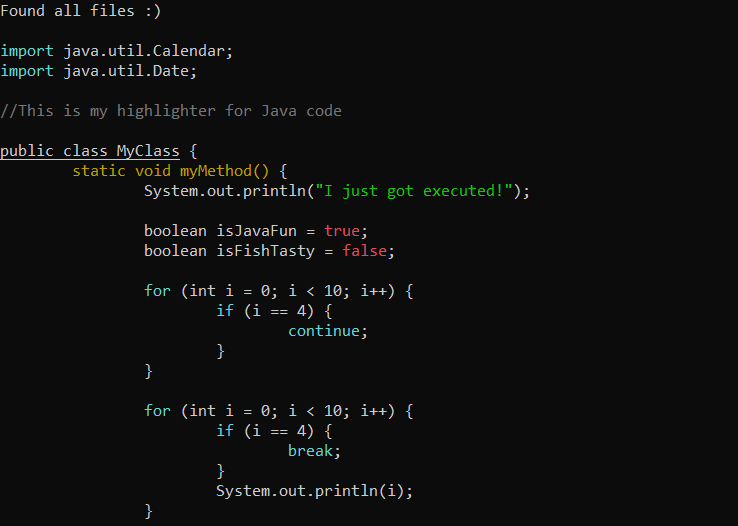 Found all files :)
import java.util.Calendar;
import java.util.Date;
//This is my highlighter for Java code
public class MyClass {
static void myMethod() {
System.out.println("I just got executed!");
boolean isJavaFun = true;
boolean isFishTasty = false;
for (int i = 0; i < 10; i++) {
if (i == 4) {
continue;
}
}
for (int i = 0; i < 10; i++) {
if (i == 4) {
break;
}
System.out.println(i);
}